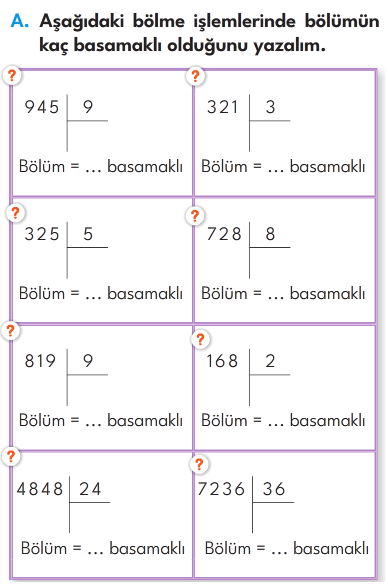 A. Aşağıdaki bölme işlemlerinde bölümün
kaç basamaklı olduğunu yazalım.
? ?
945 9 321 3
Bölüm = ... basamaklı Bölüm = ... basamaklı
? ?
325 5 728 8
Bölüm = ... basamaklı Bölüm = ... basamaklı
? ?
819 9 168 2
Bölüm = ... basamaklı Bölüm = ... basamaklı
? ?
4848 24 7236 36
Bölüm = ... basamaklı Bölüm = ... basamaklı